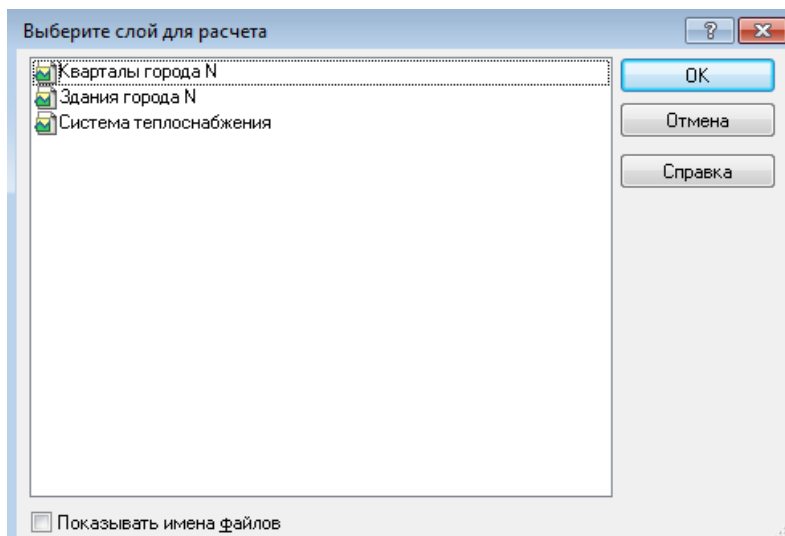 Выберите слой для расчета
?
Кварталы города N
Здания города N
Система теплоснабжения
OK
Отмена
Справка
Показывать имена файлов